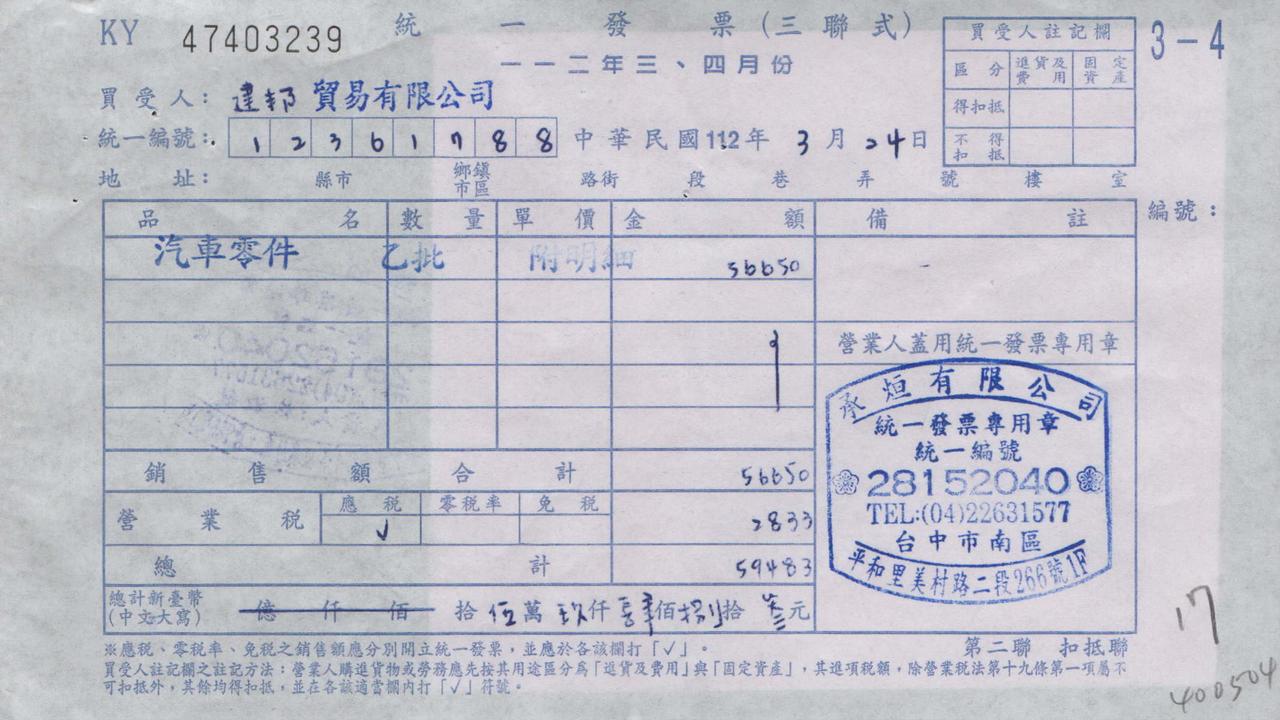 KY 47403239 統一發票(三聯式)
一一二年三、四月份
3-4
買受人註記欄
區分 進貨及費用 固定資產
得扣抵
不得扣抵
買受人: 建邦貿易有限公司
統一編號: 12361788 中華民國112年3月24日
地址: 縣市 鄉鎮市區 路街 段 巷 弄 號 樓 室
品名 數量 單價 金額 備註 編號:
汽車零件 乙批 附明細 56650
營業人蓋用統一發票專用章
承烜有限公司
統一發票專用章
統一編號
28152040
TEL:(04)22631577
台中市南區
平和里美村路二段266號1F
銷售額合計 56650
營業稅 應稅 零稅率 免稅 2833
✓
總計 59483
總計新臺幣(中文大寫) 億仟佰拾伍萬玖仟肆佰捌拾叁元
※應稅、零稅率、免稅之銷售額應分別開立統一發票,並應於各該欄打「✓」。
第二聯 扣抵聯
買受人註記欄之註記方法:營業人購進貨物或勞務應先按其用途區分為「進貨及費用」與「固定資產」,其進項稅額,除營業稅法第十九條第一項屬不
可扣抵外,其餘均得扣抵,並在各該適當欄內打「✓」符號。
17
400504